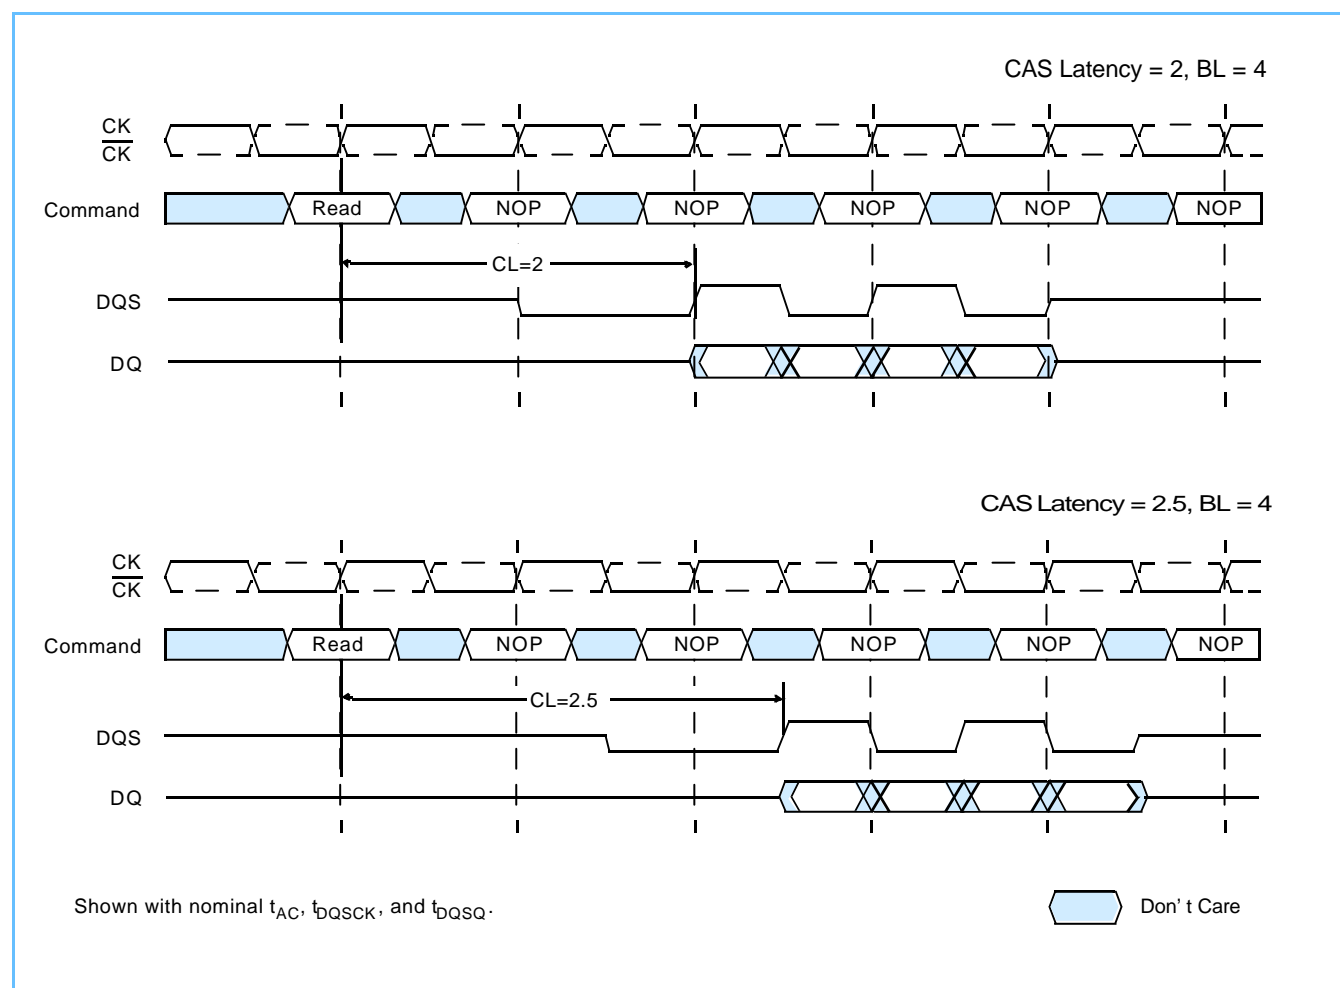 CAS Latency = 2, BL = 4
CK
CK
Command
Read
NOP
NOP
NOP
NOP
NOP
CL=2
DQS
DQ
CAS Latency = 2.5, BL = 4
CK
CK
Command
Read
NOP
NOP
NOP
NOP
NOP
CL=2.5
DQS
DQ
Shown with nominal tAC, tDQSCK, and tDQSQ.
Don' t Care